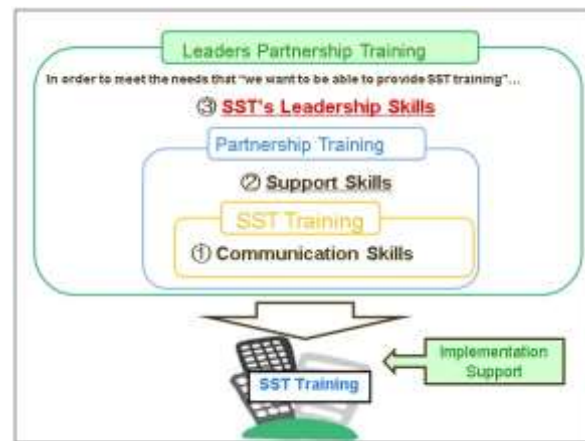 Leaders Partnership Training
In order to meet the needs that “we want to be able to provide SST training”…
③ SST's Leadership Skills
Partnership Training
② Support Skills
SST Training
① Communication Skills
Implementation
Support
SST Training